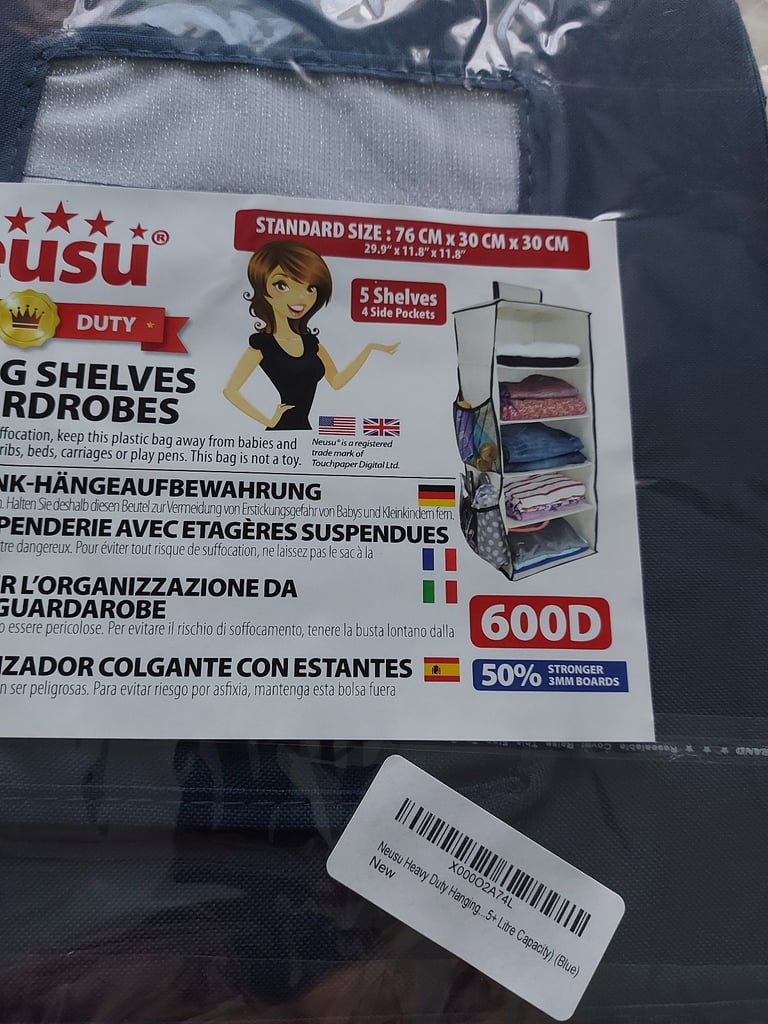 eusu®
STANDARD SIZE : 76 CM x 30 CM x 30 CM
29.9" x 11.8" x 11.8"
5 Shelves
4 Side Pockets
DUTY
G SHELVES
RDROBES
ffocation, keep this plastic bag away from babies and
ribs, beds, carriages or play pens. This bag is not a toy.
Neusu® is a registered
trade mark of
Touchpaper Digital Ltd.
NK-HÄNGEAUFBEWAHRUNG
n. Halten Sie deshalb diesen Beutel zur Vermeidung von Erstickungsgefahr von Babys und Kleinkindern fern.
PENDERIE AVEC ETAGÈRES SUSPENDUES
tre dangereux. Pour éviter tout risque de suffocation, ne laissez pas le sac à la
R L'ORGANIZZAZIONE DA
GUARDAROBE
o essere pericolose. Per evitare il rischio di soffocamento, tenere la busta lontano dalla
IZADOR COLGANTE CON ESTANTES
n ser peligrosas. Para evitar riesgo por asfixia, mantenga esta bolsa fuera
600D
50% STRONGER
3MM BOARDS
X000O2A74L
Neusu Heavy Duty Hanging...5+ Litre Capacity) (Blue)
New